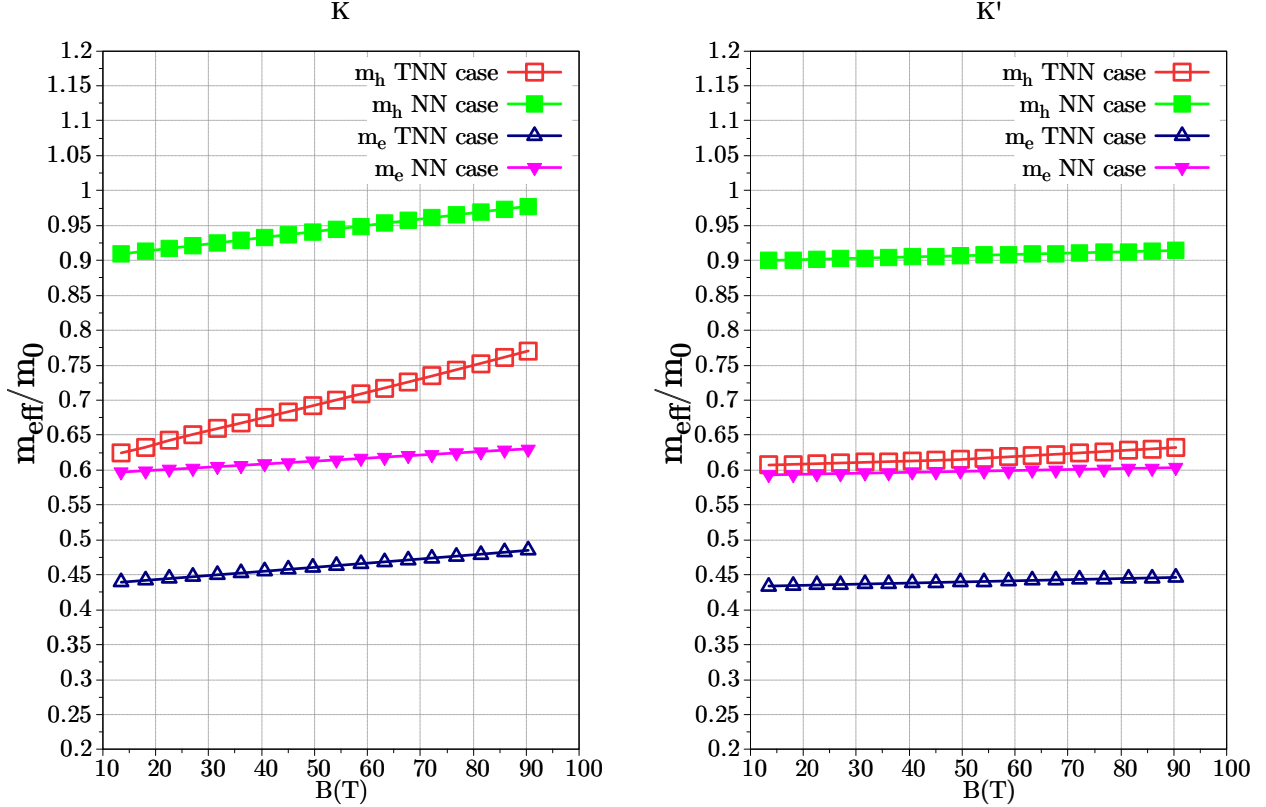 K
m_eff/m_0
1.2
1.15
1.1
1.05
1
0.95
0.9
0.85
0.8
0.75
0.7
0.65
0.6
0.55
0.5
0.45
0.4
0.35
0.3
0.25
0.2
m_h TNN case
m_h NN case
m_e TNN case
m_e NN case
10 20 30 40 50 60 70 80 90 100
B(T)
K'
m_eff/m_0
1.2
1.15
1.1
1.05
1
0.95
0.9
0.85
0.8
0.75
0.7
0.65
0.6
0.55
0.5
0.45
0.4
0.35
0.3
0.25
0.2
m_h TNN case
m_h NN case
m_e TNN case
m_e NN case
10 20 30 40 50 60 70 80 90 100
B(T)